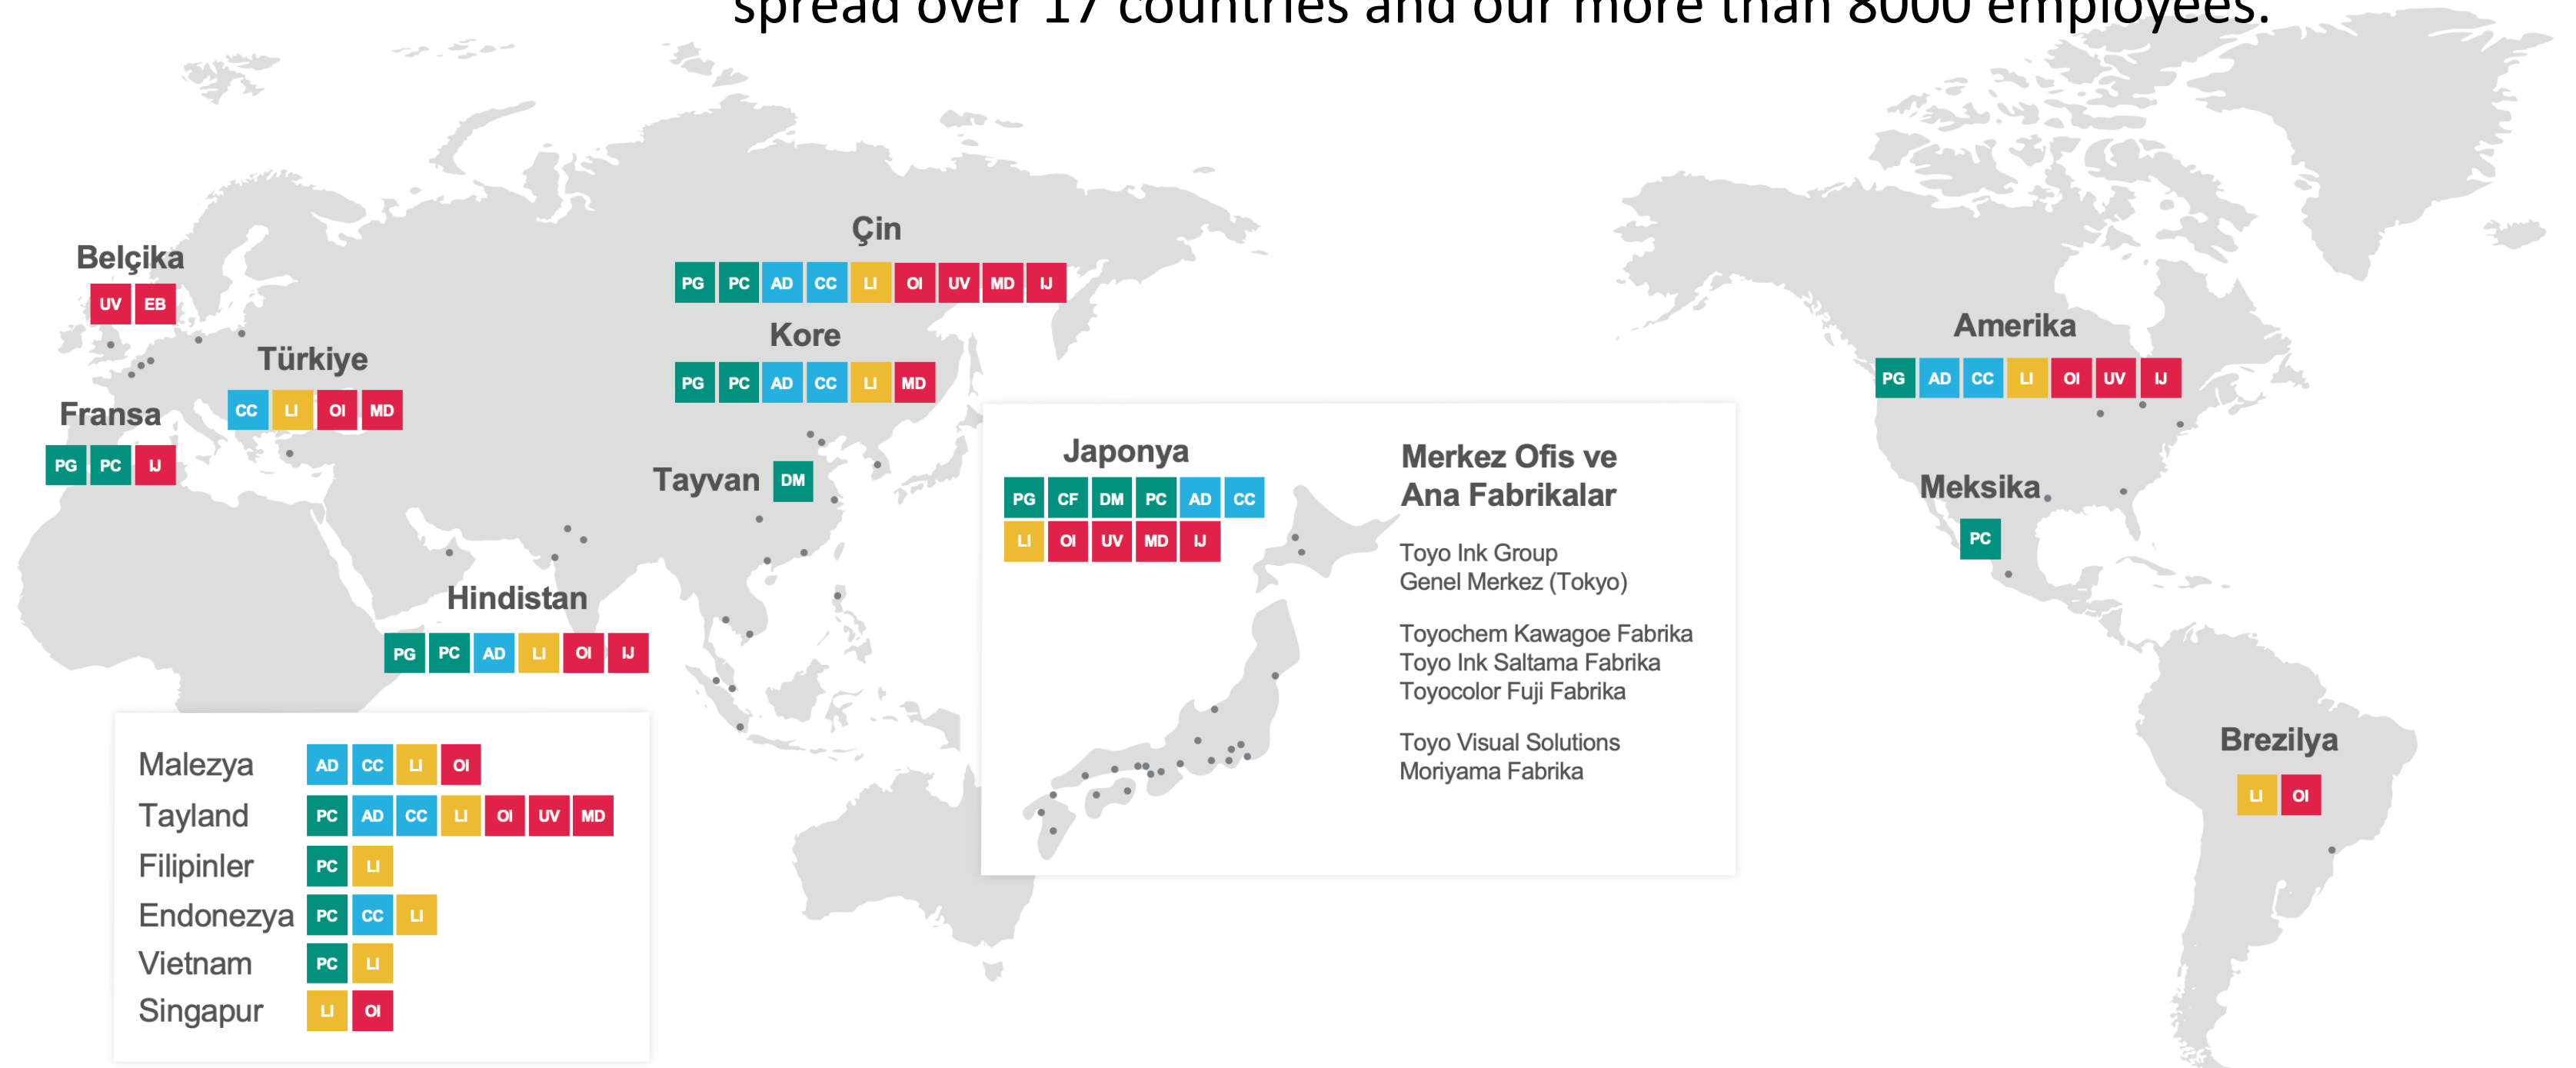 spread over 17 countries and our more than 8000 employees.
Belçika
UV EB
Türkiye
CC LI OI MD
Fransa
PG PC IJ
Çin
PG PC AD CC LI OI UV MD IJ
Kore
PG PC AD CC LI MD
Tayvan DM
Hindistan
PG PC AD LI OI IJ
Malezya AD CC LI OI
Tayland PC AD CC LI OI UV MD
Filipinler PC LI
Endonezya PC CC LI
Vietnam PC LI
Singapur LI OI
Japonya
PG CF DM PC AD CC
LI OI UV MD IJ
Merkez Ofis ve
Ana Fabrikalar
Toyo Ink Group
Genel Merkez (Tokyo)
Toyochem Kawagoe Fabrika
Toyo Ink Saltama Fabrika
Toyocolor Fuji Fabrika
Toyo Visual Solutions
Moriyama Fabrika
Amerika
PG AD CC LI OI UV IJ
Meksika
PC
Brezilya
LI OI